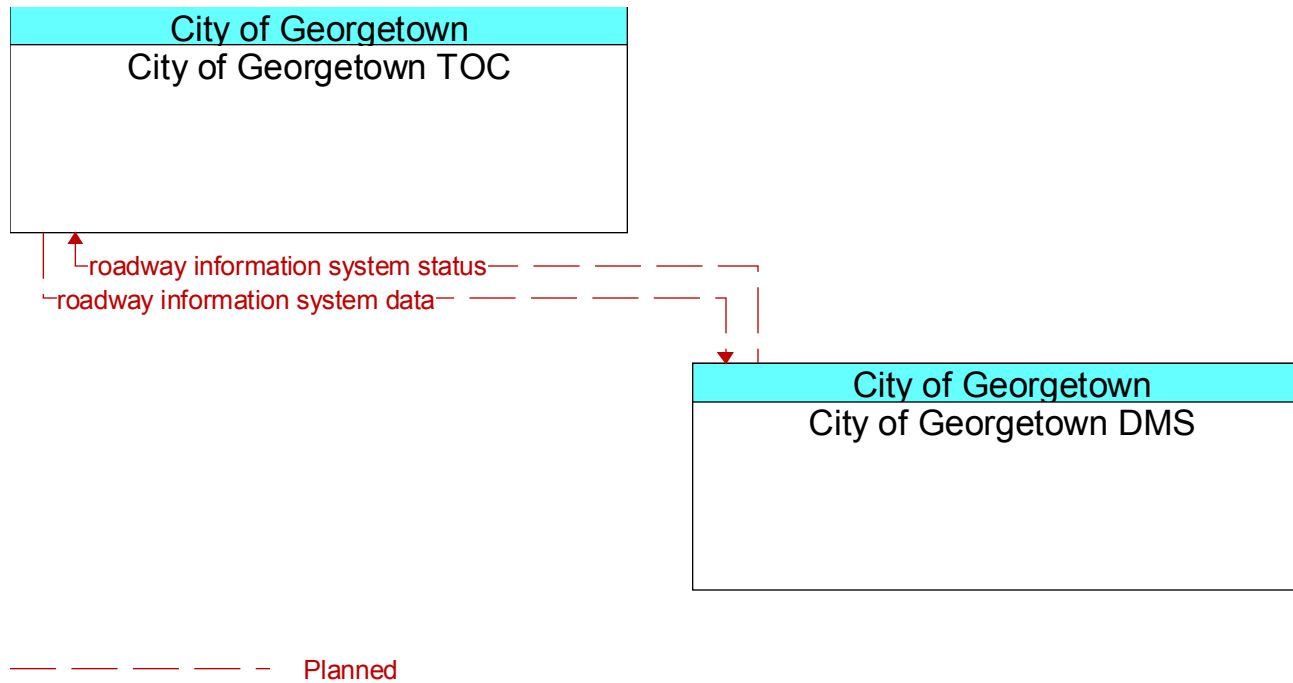 City of Georgetown
City of Georgetown TOC
roadway information system status
roadway information system data
City of Georgetown
City of Georgetown DMS
Planned